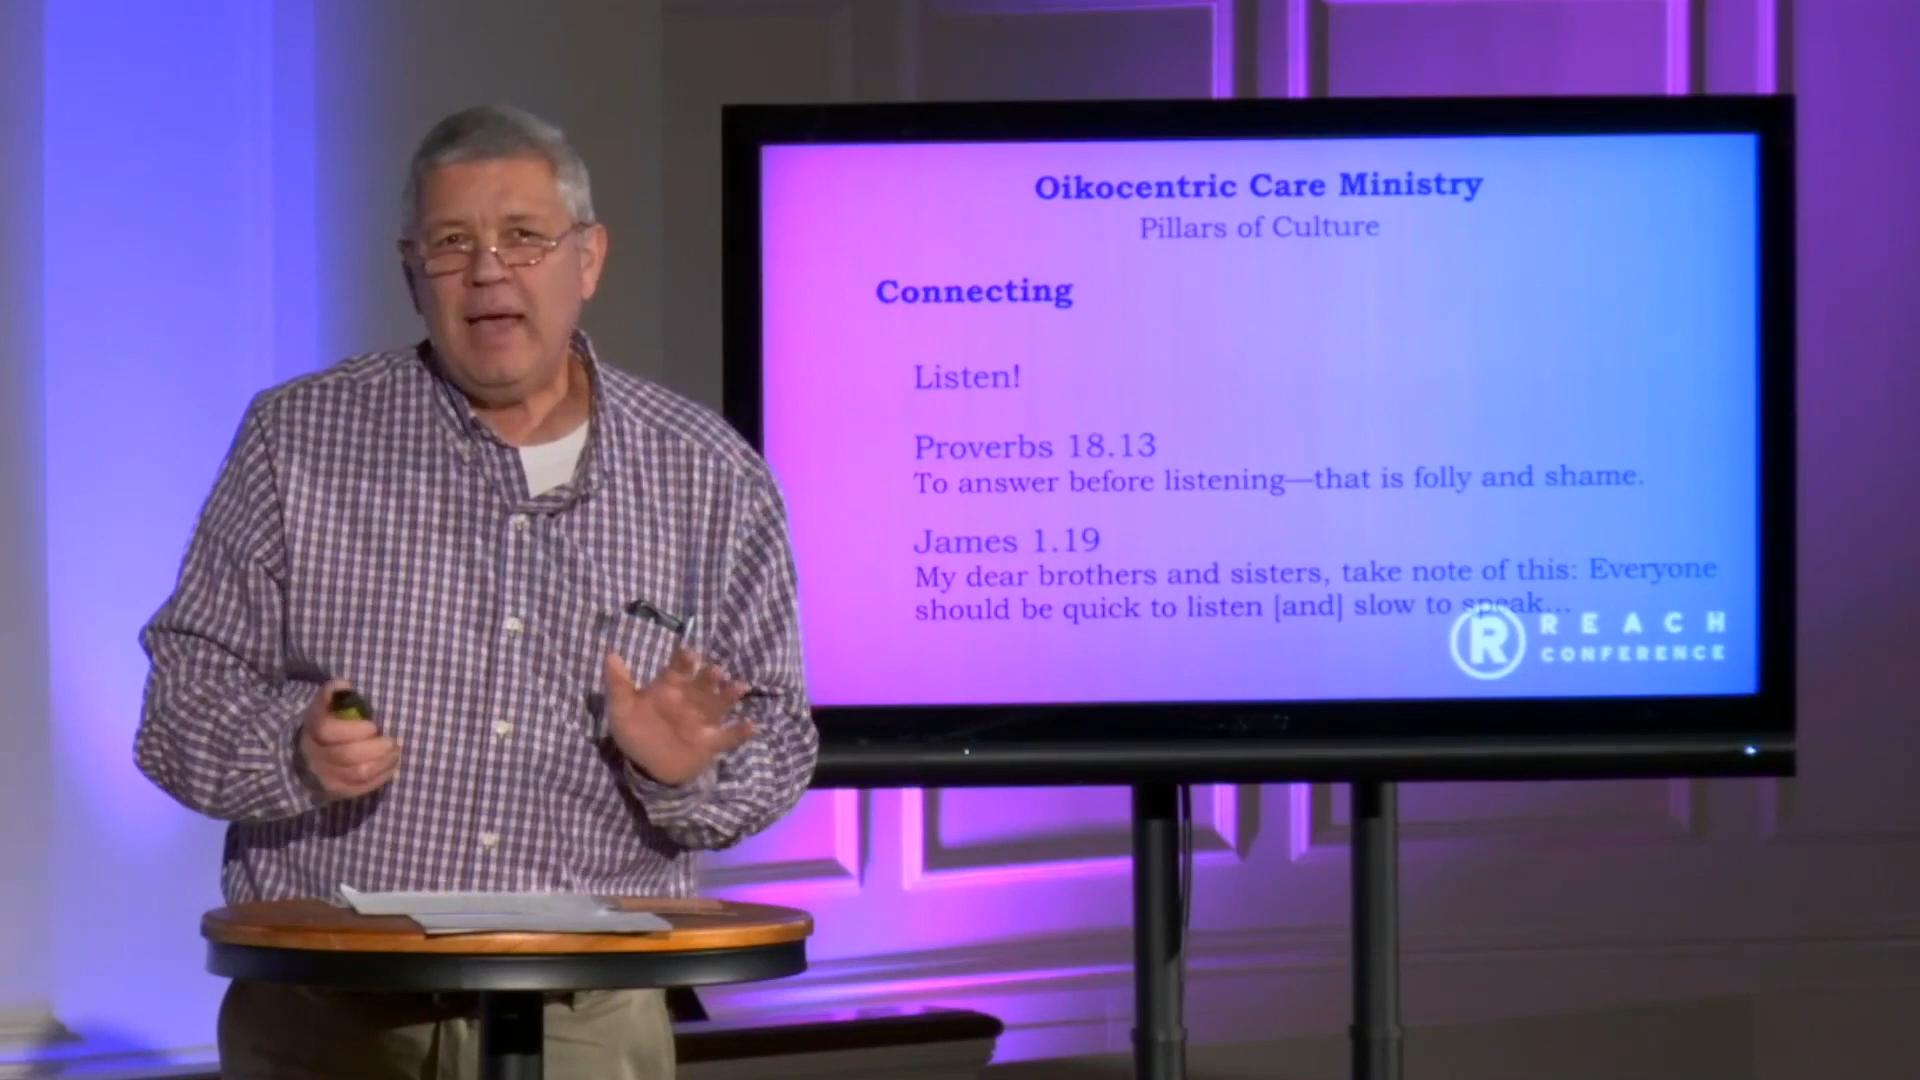 Oikocentric Care Ministry
Pillars of Culture
Connecting
Listen!
Proverbs 18.13
To answer before listening—that is folly and shame.
James 1.19
My dear brothers and sisters, take note of this: Everyone
should be quick to listen [and] slow to speak...
R REACH
CONFERENCE